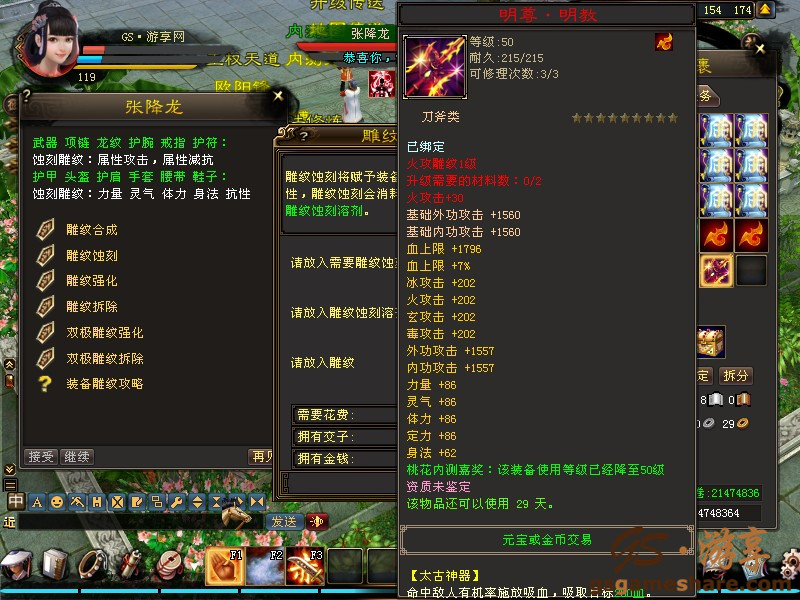 GS·游享网
119
张降龙
恭喜你，
154 174
张降龙
武器 项链 龙纹 护腕 戒指 护符：
蚀刻雕纹：属性攻击，属性减抗
护甲 头盔 护肩 手套 腰带 鞋子：
蚀刻雕纹：力量 灵气 体力 身法 抗性
雕纹合成
雕纹蚀刻
雕纹强化
雕纹拆除
双极雕纹强化
双极雕纹拆除
装备雕纹攻略
接受 继续
雕纹
雕纹蚀刻将赋予装备
性，雕纹蚀刻会消耗
雕纹蚀刻溶剂。
请放入需要雕纹蚀刻
请放入雕纹蚀刻溶
请放入雕纹
需要花费：
拥有交子：
拥有金钱：
明尊·明教
等级:50
耐久:215/215
可修理次数:3/3
刀斧类
已绑定
火攻雕纹1级
升级需要的材料数：0/2
火攻击+30
基础外功攻击 +1560
基础内功攻击 +1560
血上限 +1796
血上限 +7%
冰攻击 +202
火攻击 +202
玄攻击 +202
毒攻击 +202
外功攻击 +1557
内功攻击 +1557
力量 +86
灵气 +86
体力 +86
定力 +86
身法 +62
桃花内测嘉奖：该装备使用等级已经降至50级
资质未鉴定
该物品还可以使用 29 天。
元宝或金币交易
【太古神器】
命中敌人有机率施放吸血，吸取目标
务
定 拆分
8 0
29
:21474836
4748364
中
近
发送
F1 F2 F3
GS·游享
gsgameshare.com